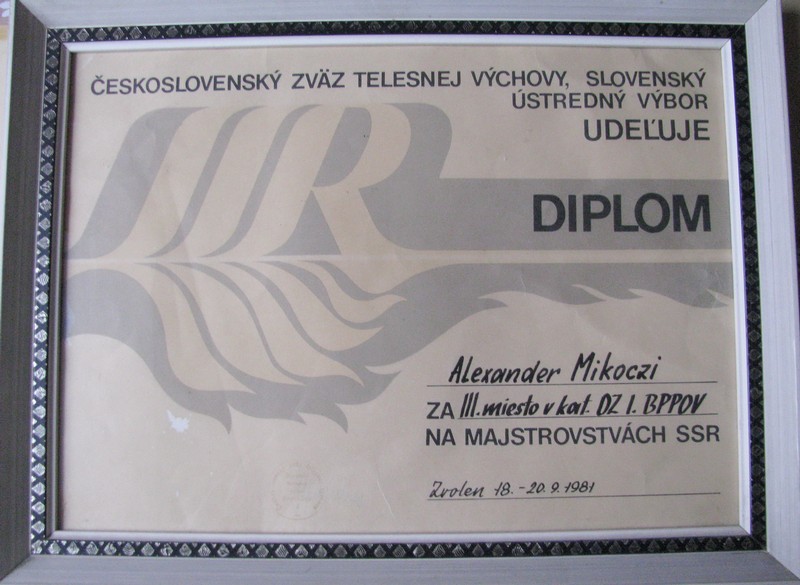 ČESKOSLOVENSKÝ ZVÄZ TELESNEJ VÝCHOVY, SLOVENSKÝ
ÚSTREDNÝ VÝBOR
UDEĽUJE
DIPLOM
Alexander Mikoczi
ZA III. miesto v kat. DZ I. BPPOV
NA MAJSTROVSTVÁCH SSR
Zvolen 18. - 20. 9. 1981